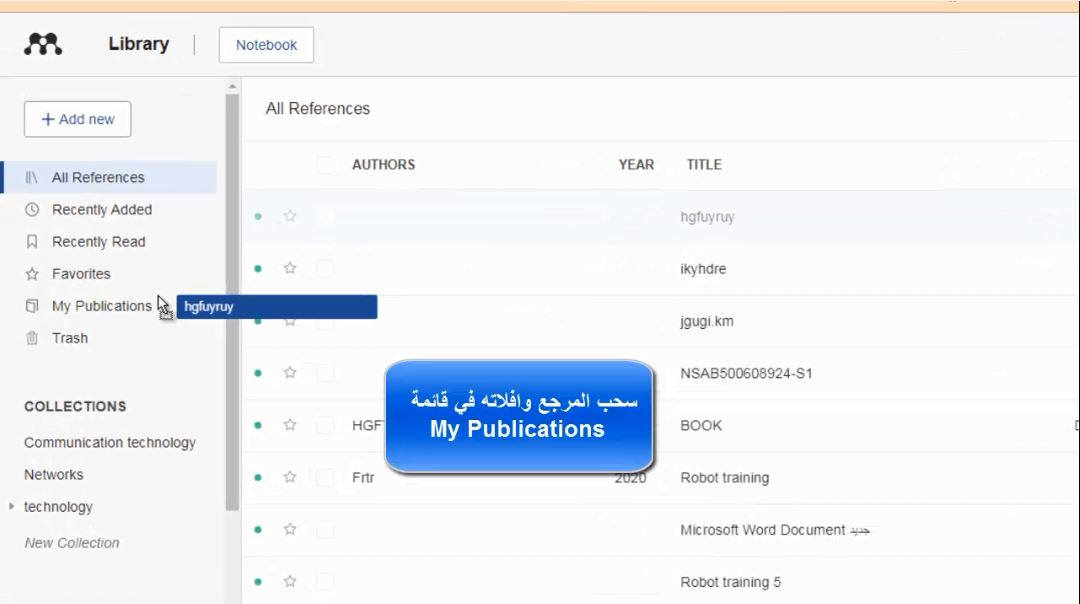 Library
Notebook
+ Add new
All References
Recently Added
Recently Read
Favorites
My Publications
Trash
COLLECTIONS
Communication technology
Networks
technology
New Collection
All References
AUTHORS YEAR TITLE
hgfuyruy
ikyhdre
jgugi.km
NSAB500608924-S1
HGF BOOK
Frtr 2020 Robot training
Microsoft Word Document جديد
Robot training 5
hgfuyruy
سحب المرجع وافلاته في قائمة
My Publications